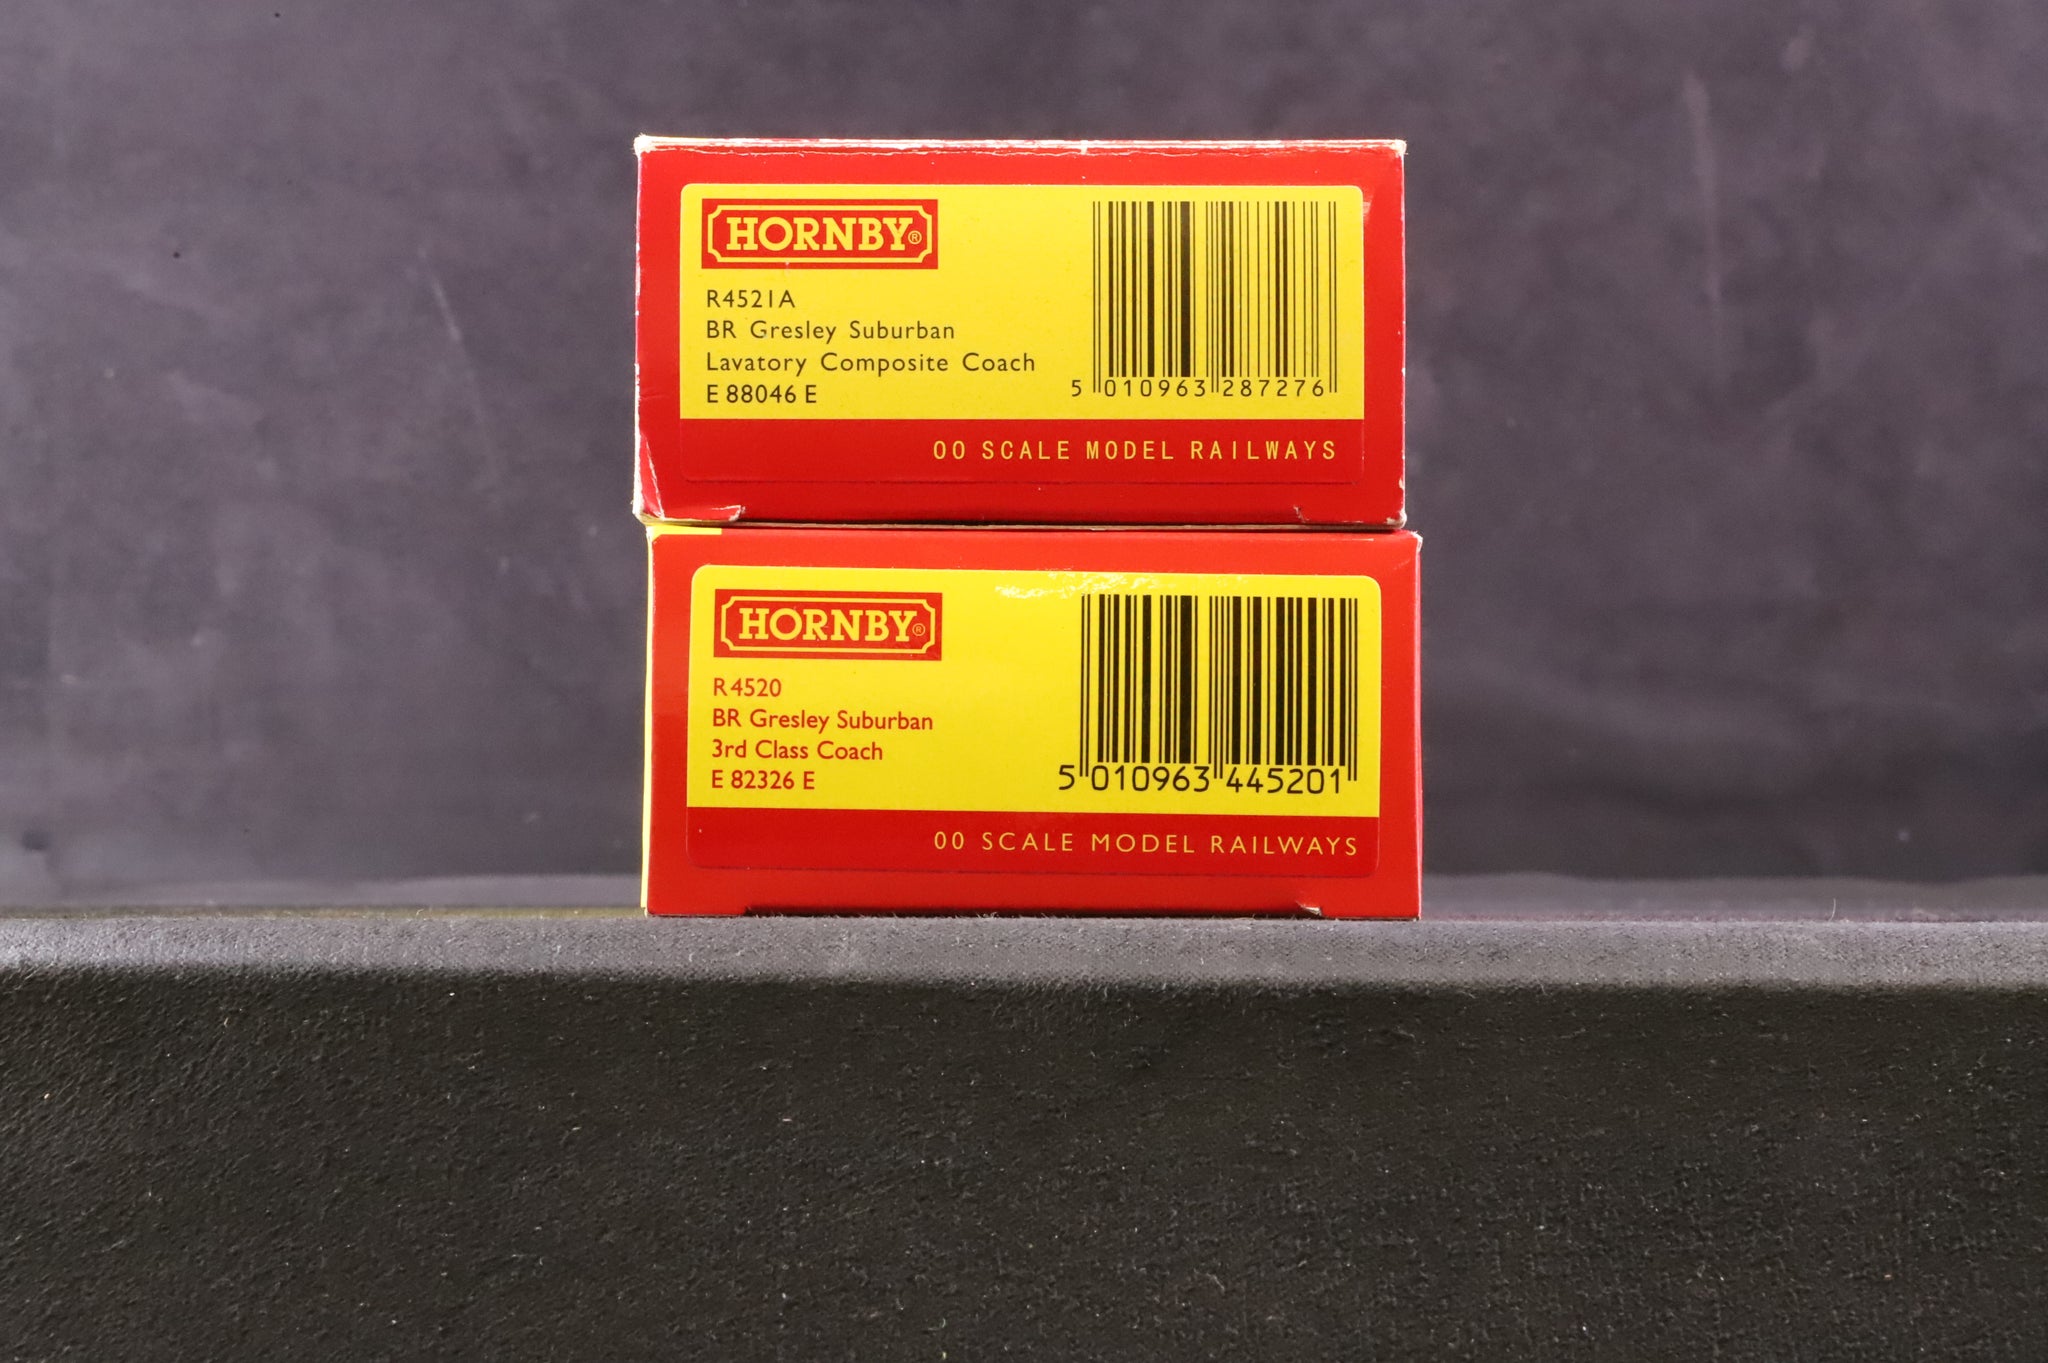 HORNBY®
R4521A
BR Gresley Suburban
Lavatory Composite Coach
E 88046 E
5 010963 287276
00 SCALE MODEL RAILWAYS
HORNBY®
R4520
BR Gresley Suburban
3rd Class Coach
E 82326 E
5 010963 445201
00 SCALE MODEL RAILWAYS